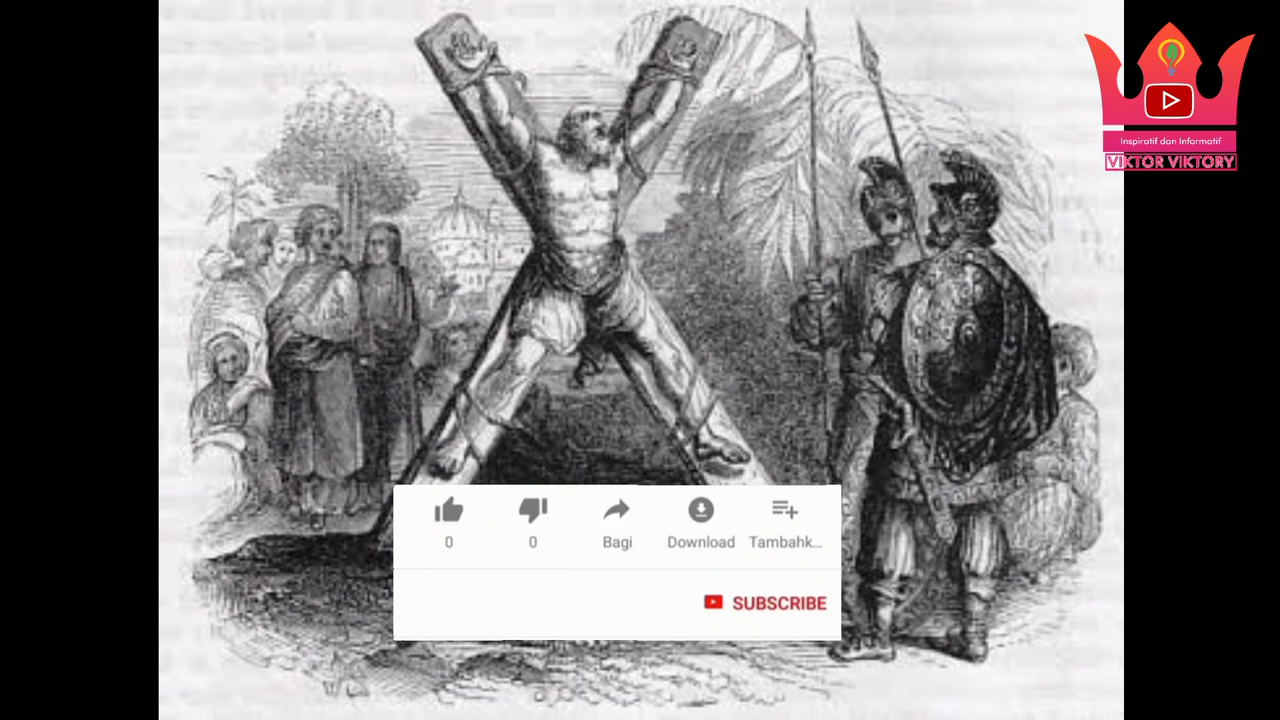 Inspiratif dan Informatif
VIKTOR VIKTORY
0 0 Bagi Download Tambahk...
SUBSCRIBE